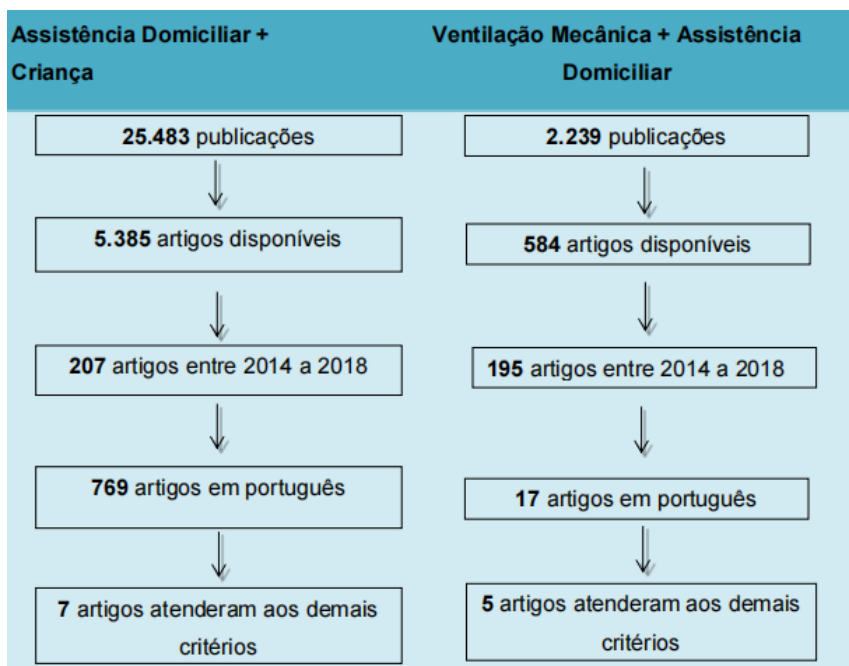 Assistência Domiciliar +
Criança
Ventilação Mecânica + Assistência
Domiciliar
25.483 publicações
2.239 publicações
5.385 artigos disponíveis
584 artigos disponíveis
207 artigos entre 2014 a 2018
195 artigos entre 2014 a 2018
769 artigos em português
17 artigos em português
7 artigos atenderam aos demais
critérios
5 artigos atenderam aos demais
critérios